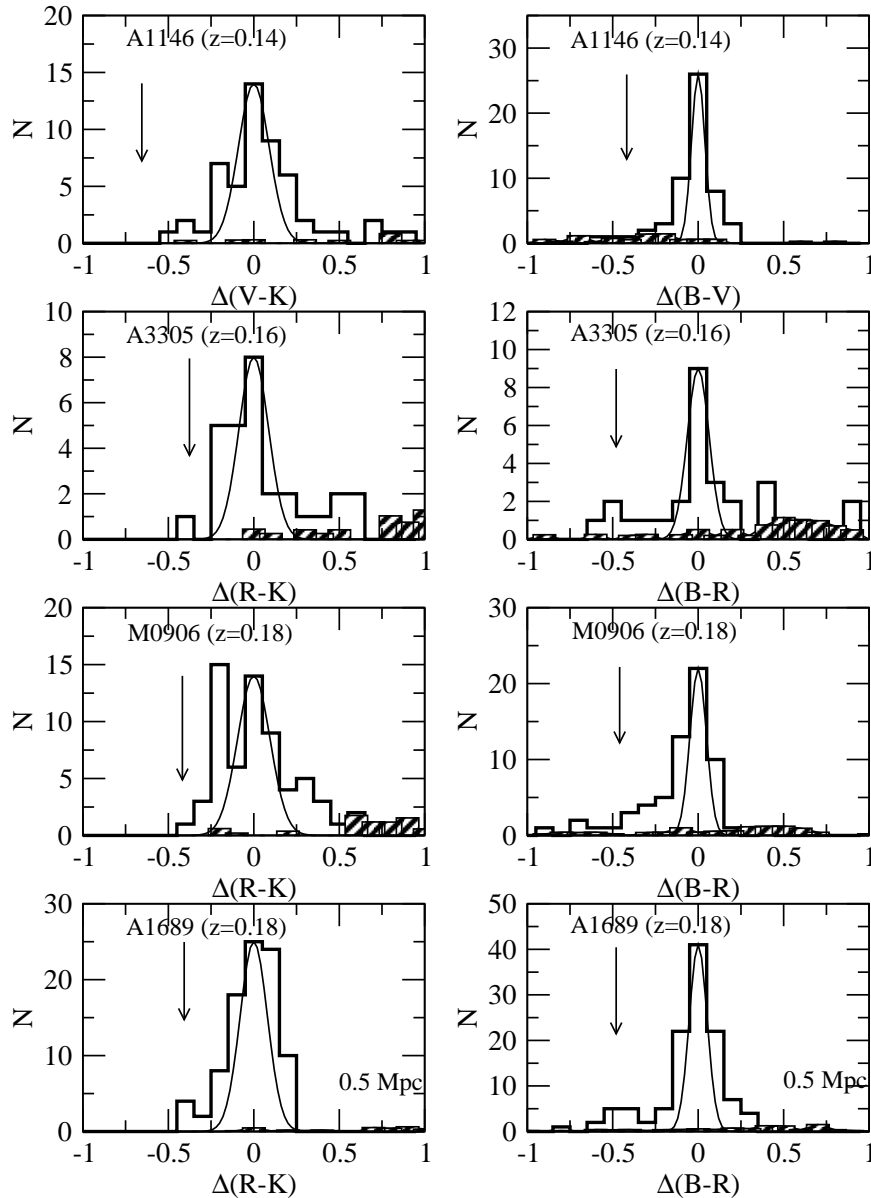 A1146 (z=0.14)
20
15
10
5
0
N
-1 -0.5 0 0.5 1
Δ(V-K)
A1146 (z=0.14)
30
20
10
0
N
-1 -0.5 0 0.5 1
Δ(B-V)
A3305 (z=0.16)
10
8
6
4
2
0
N
-1 -0.5 0 0.5 1
Δ(R-K)
A3305 (z=0.16)
12
10
8
6
4
2
0
N
-1 -0.5 0 0.5 1
Δ(B-R)
M0906 (z=0.18)
20
15
10
5
0
N
-1 -0.5 0 0.5 1
Δ(R-K)
M0906 (z=0.18)
30
20
10
0
N
-1 -0.5 0 0.5 1
Δ(B-R)
A1689 (z=0.18)
30
20
10
0
N
0.5 Mpc
-1 -0.5 0 0.5 1
Δ(R-K)
A1689 (z=0.18)
50
40
30
20
10
0
N
0.5 Mpc
-1 -0.5 0 0.5 1
Δ(B-R)